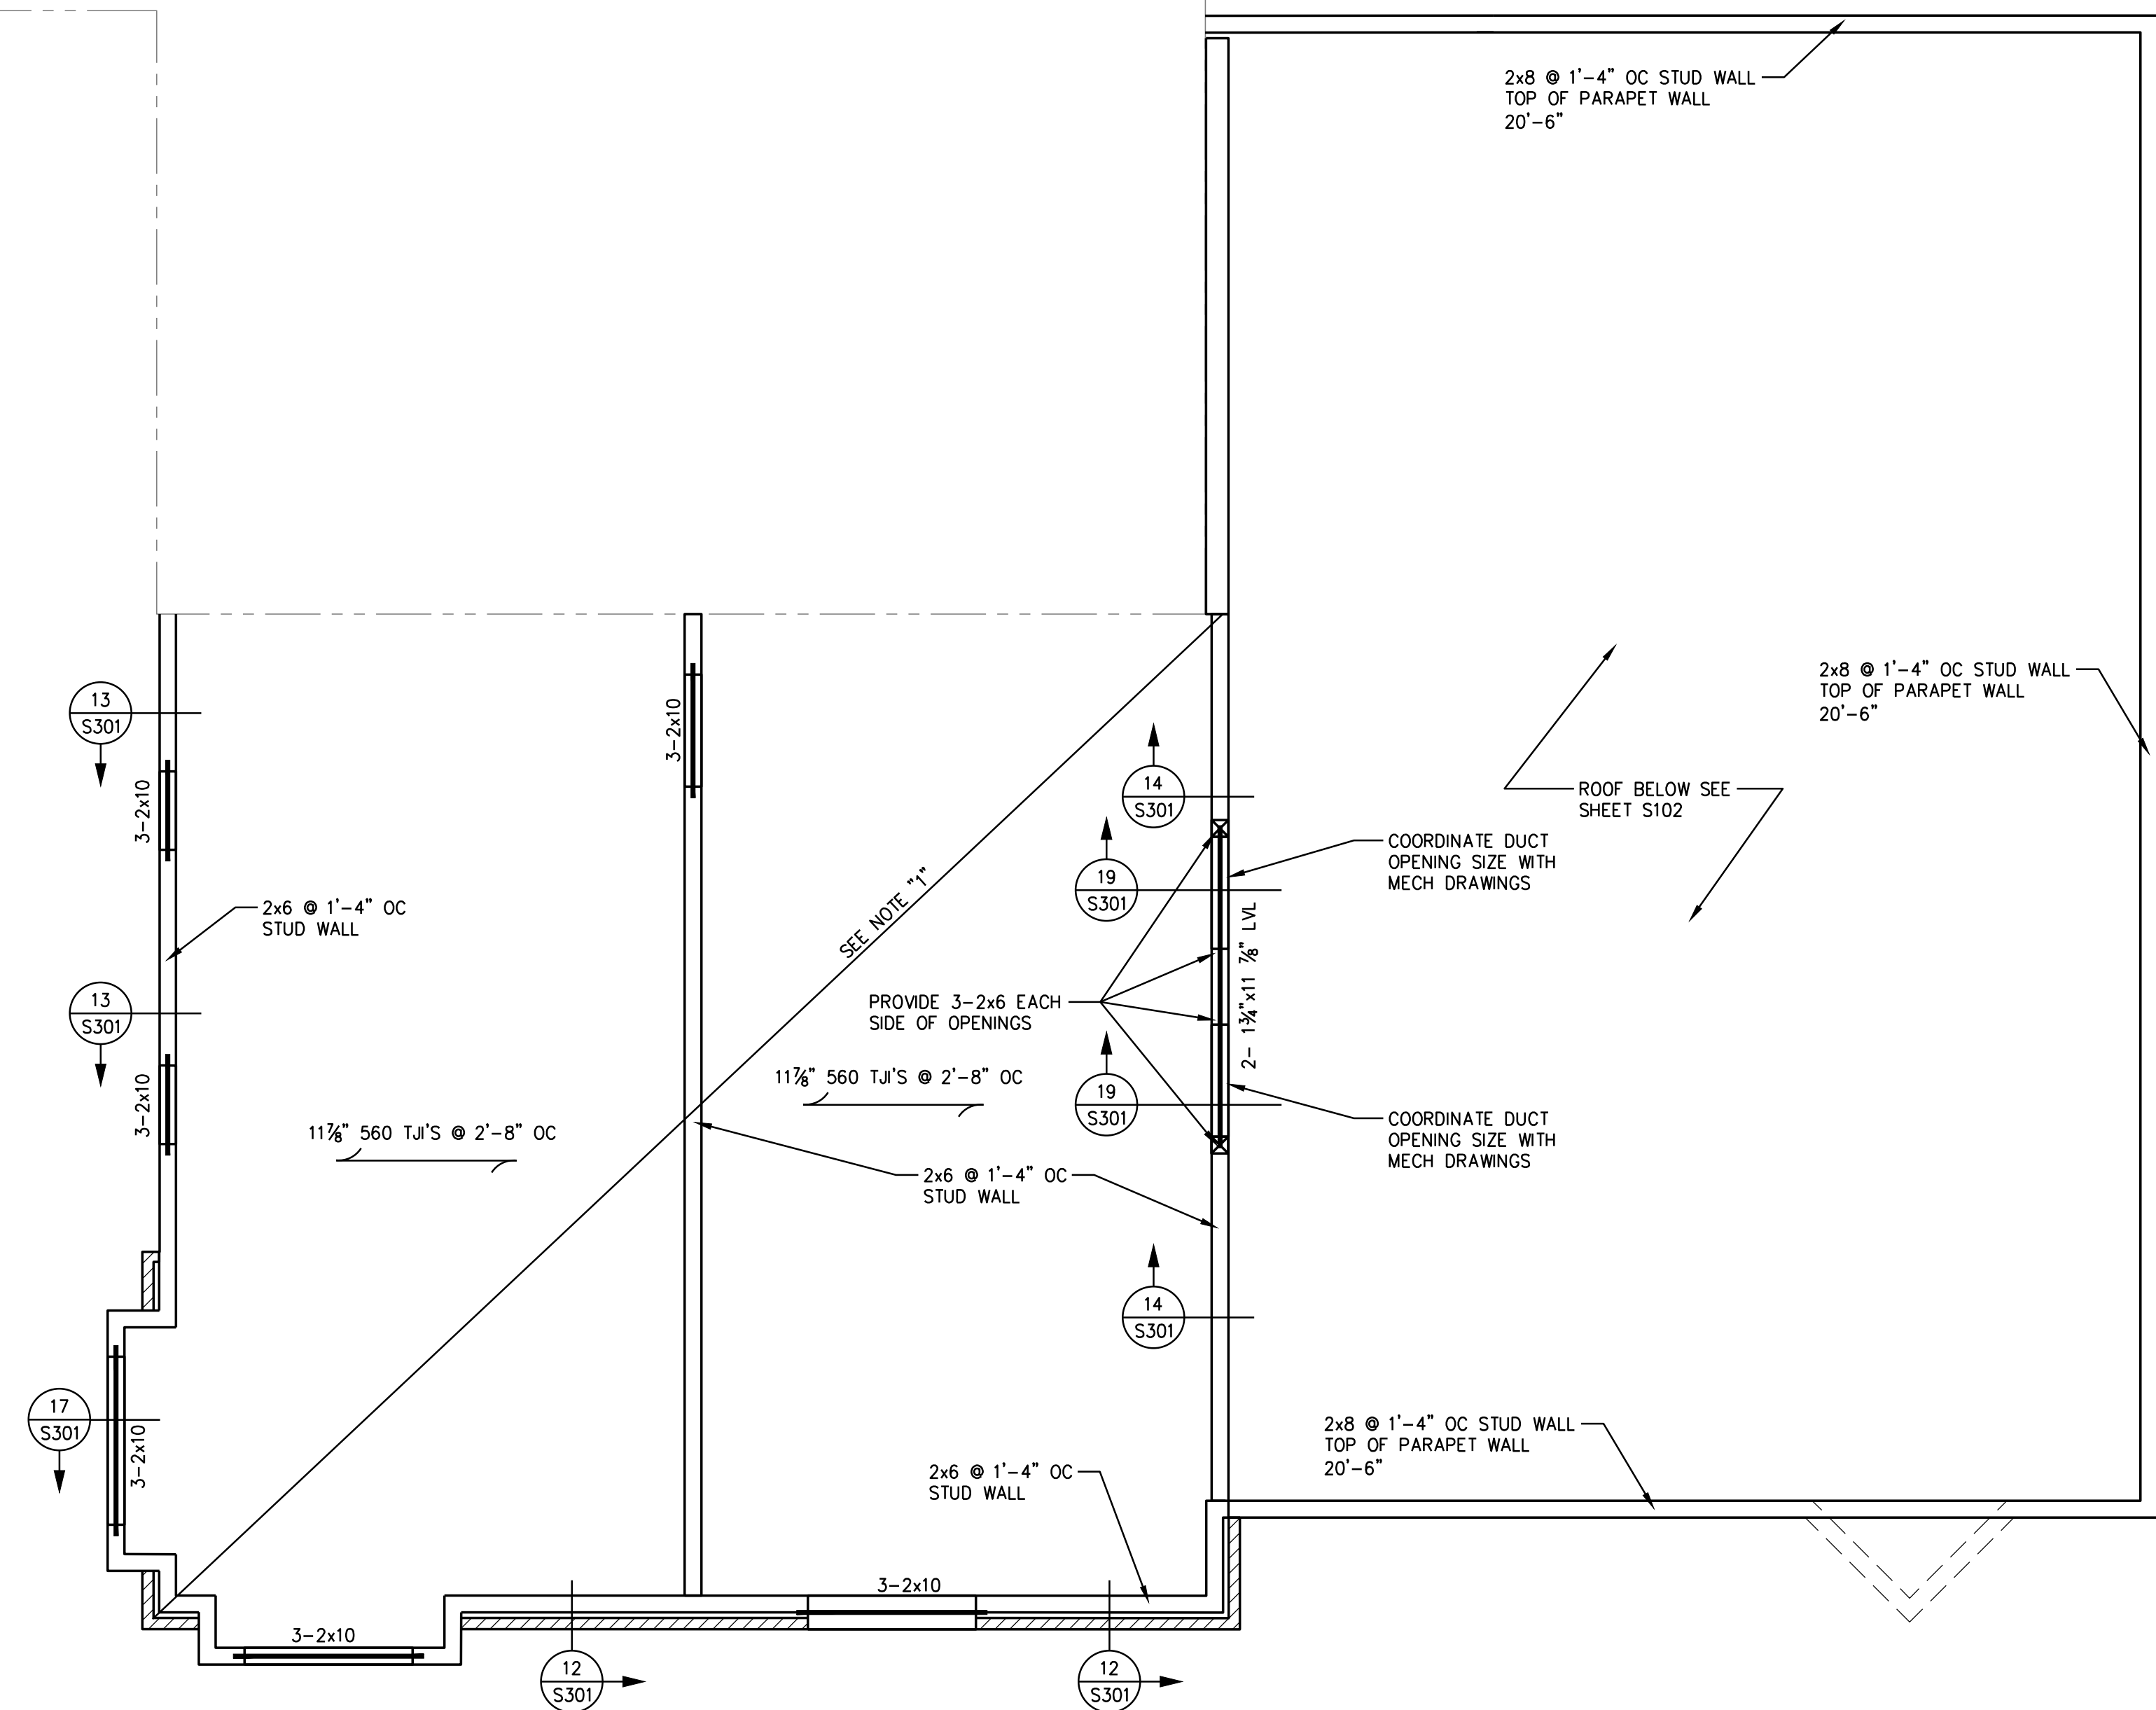 2x8 @ 1'-4" OC STUD WALL
TOP OF PARAPET WALL
20'-6"
2x8 @ 1'-4" OC STUD WALL
TOP OF PARAPET WALL
20'-6"
13
S301
3-2x10
3-2x10
14
S301
ROOF BELOW SEE
SHEET S102
COORDINATE DUCT
OPENING SIZE WITH
MECH DRAWINGS
19
S301
SEE NOTE "1"
2x6 @ 1'-4" OC
STUD WALL
2- 1¾"x11 ⅞" LVL
13
S301
3-2x10
PROVIDE 3-2x6 EACH
SIDE OF OPENINGS
11⅞" 560 TJI'S @ 2'-8" OC
19
S301
COORDINATE DUCT
OPENING SIZE WITH
MECH DRAWINGS
11⅞" 560 TJI'S @ 2'-8" OC
2x6 @ 1'-4" OC
STUD WALL
14
S301
17
S301
3-2x10
2x8 @ 1'-4" OC STUD WALL
TOP OF PARAPET WALL
20'-6"
2x6 @ 1'-4" OC
STUD WALL
3-2x10
3-2x10
12
S301
12
S301